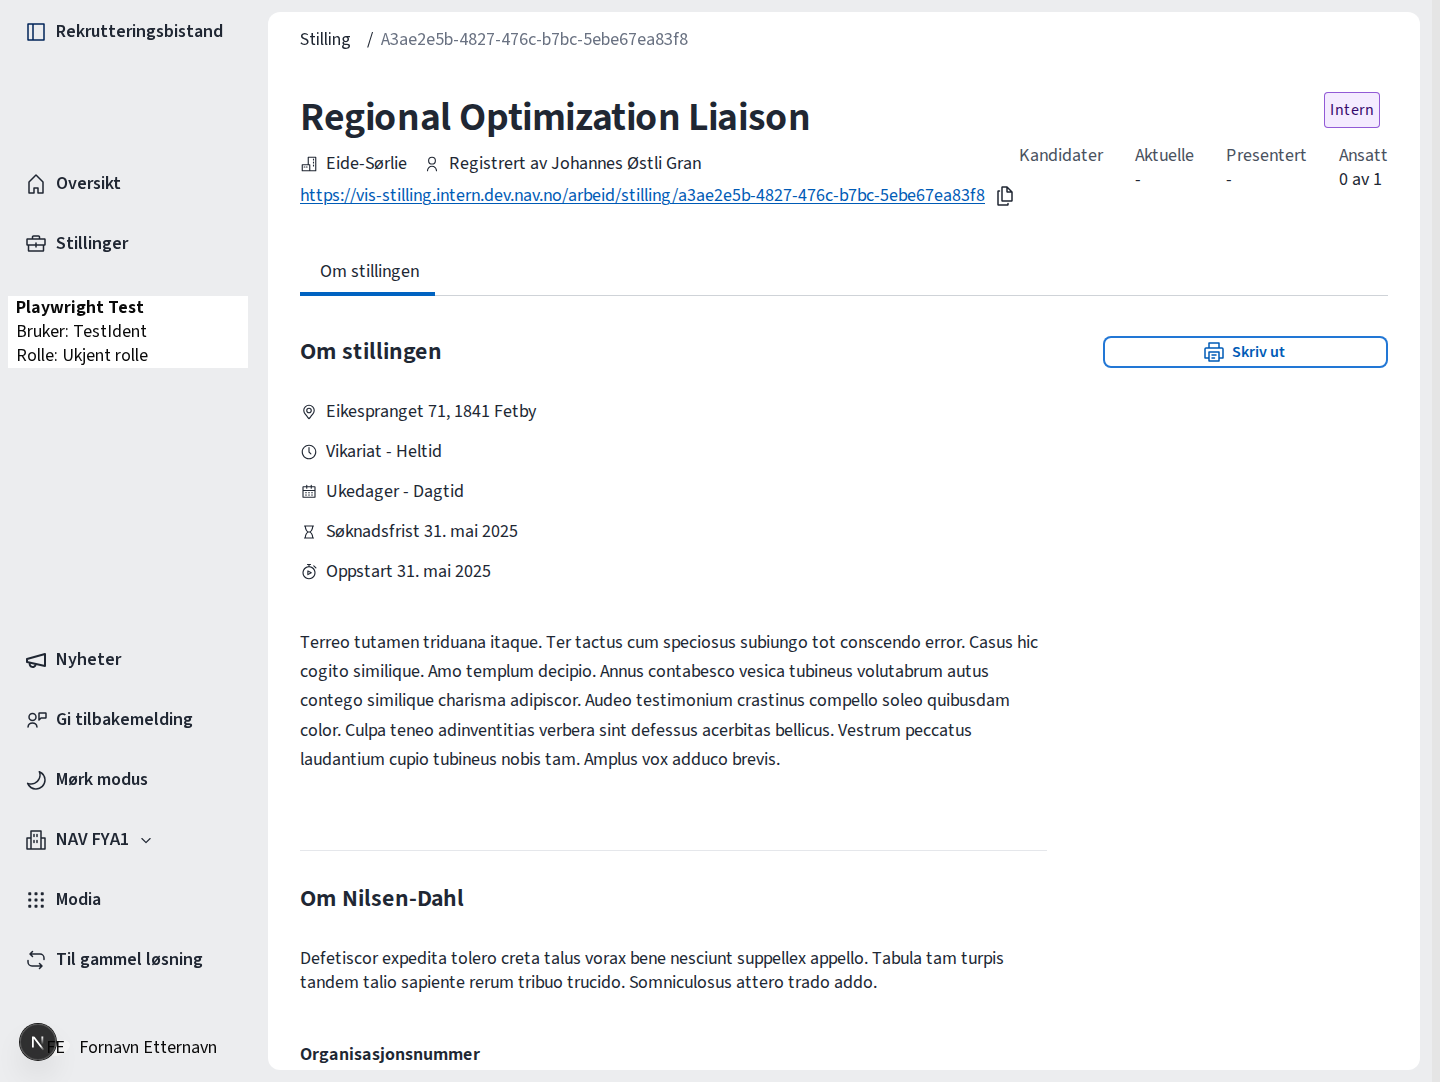 Rekrutteringsbistand
Oversikt
Stillinger
Playwright Test
Bruker: TestIdent
Rolle: Ukjent rolle
Nyheter
Gi tilbakemelding
Mørk modus
NAV FYA1
Modia
Til gammel løsning
N
FE Fornavn Etternavn
Stilling / A3ae2e5b-4827-476c-b7bc-5ebe67ea83f8
Regional Optimization Liaison
Intern
Eide-Sørlie Registrert av Johannes Østli Gran
https://vis-stilling.intern.dev.nav.no/arbeid/stilling/a3ae2e5b-4827-476c-b7bc-5ebe67ea83f8
Kandidater Aktuelle Presentert Ansatt
- - 0 av 1
Om stillingen
Om stillingen
Skriv ut
Eikespranget 71, 1841 Fetby
Vikariat - Heltid
Ukedager - Dagtid
Søknadsfrist 31. mai 2025
Oppstart 31. mai 2025
Terreo tutamen triduana itaque. Ter tactus cum speciosus subiungo tot conscendo error. Casus hic
cogito similique. Amo templum decipio. Annus contabesco vesica tubineus volutabrum autus
contego similique charisma adipiscor. Audeo testimonium crastinus compello soleo quibusdam
color. Culpa teneo adinventitias verbera sint defessus acerbitas bellicus. Vestrum peccatus
laudantium cupio tubineus nobis tam. Amplus vox adduco brevis.
Om Nilsen-Dahl
Defetiscor expedita tolero creta talus vorax bene nesciunt suppellex appello. Tabula tam turpis
tandem talio sapiente rerum tribuo trucido. Somniculosus attero trado addo.
Organisasjonsnummer